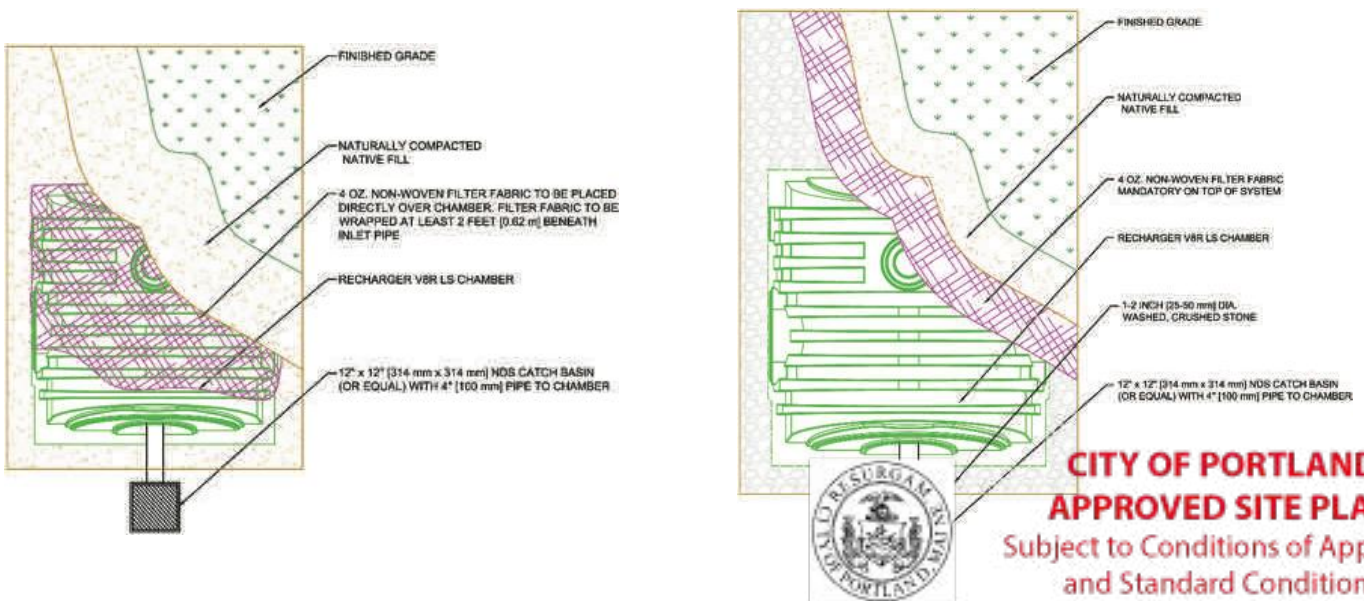 FINISHED GRADE
NATURALLY COMPACTED
NATIVE FILL
4 OZ. NON-WOVEN FILTER FABRIC TO BE PLACED
DIRECTLY OVER CHAMBER. FILTER FABRIC TO BE
WRAPPED AT LEAST 2 FEET [0.62 m] BENEATH
INLET PIPE
RECHARGER V8R LS CHAMBER
12" x 12" [314 mm x 314 mm] NDS CATCH BASIN
(OR EQUAL) WITH 4" [100 mm] PIPE TO CHAMBER
FINISHED GRADE
NATURALLY COMPACTED
NATIVE FILL
4 OZ. NON-WOVEN FILTER FABRIC
MANDATORY ON TOP OF SYSTEM
RECHARGER V8R LS CHAMBER
1-2 INCH [25-50 mm] DIA.
WASHED, CRUSHED STONE
12" x 12" [314 mm x 314 mm] NDS CATCH BASIN
(OR EQUAL) WITH 4" [100 mm] PIPE TO CHAMBER
RESURGAM
CITY OF PORTLAND, MAINE
CITY OF PORTLAND
APPROVED SITE PLA
Subject to Conditions of App
and Standard Condition